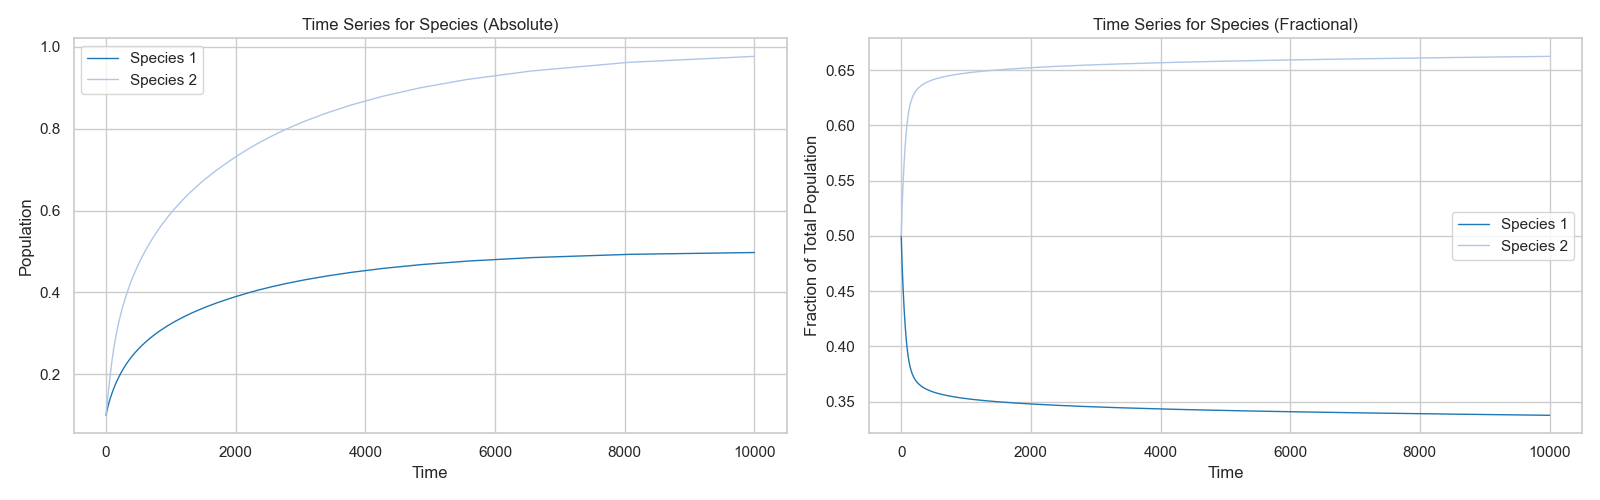 Time Series for Species (Absolute)
1.0
0.8
0.6
0.4
0.2
Population
Species 1
Species 2
0
2000
4000
6000
8000
10000
Time
Time Series for Species (Fractional)
0.65
0.60
0.55
0.50
0.45
0.40
0.35
Fraction of Total Population
Species 1
Species 2
0
2000
4000
6000
8000
10000
Time